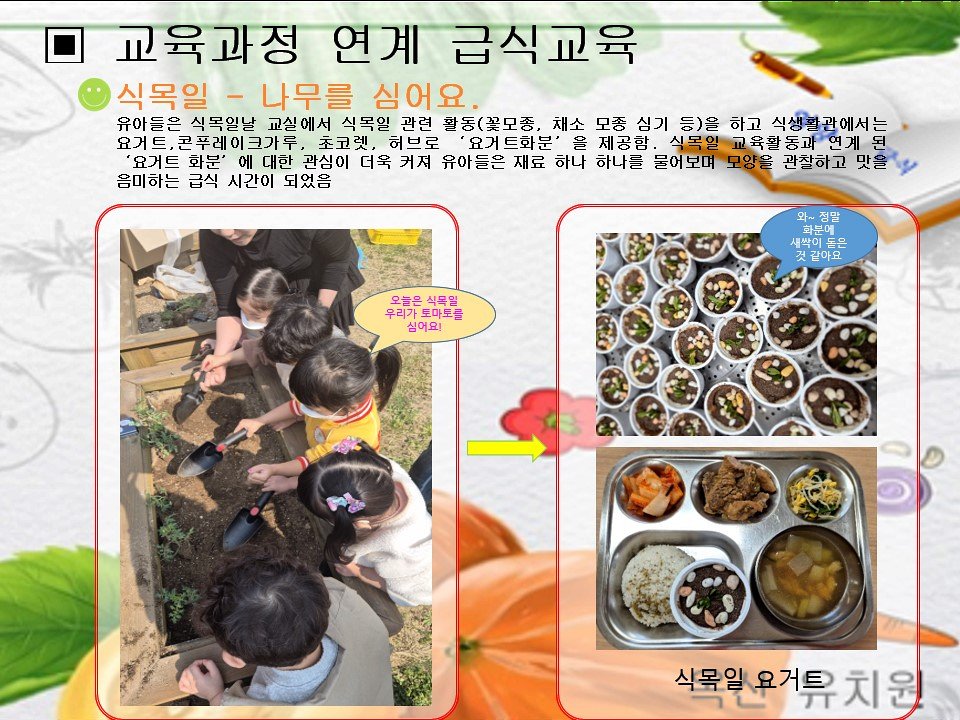 ▣ 교육과정 연계 급식교육
식목일 - 나무를 심어요.
유아들은 식목일날 교실에서 식목일 관련 활동(꽃모종, 채소 모종 심기 등)을 하고 식생활관에서는
요거트,콘푸레이크가루, 초코렛, 허브로 ‘요거트화분’을 제공함. 식목일 교육활동과 연계 된
‘요거트 화분’에 대한 관심이 더욱 커져 유아들은 재료 하나 하나를 물어보며 모양을 관찰하고 맛을
음미하는 급식 시간이 되었음
와~ 정말
화분에
새싹이 돋은
것 같아요
오늘은 식목일
우리가 토마토를
심어요!
식목일 요거트
유치원